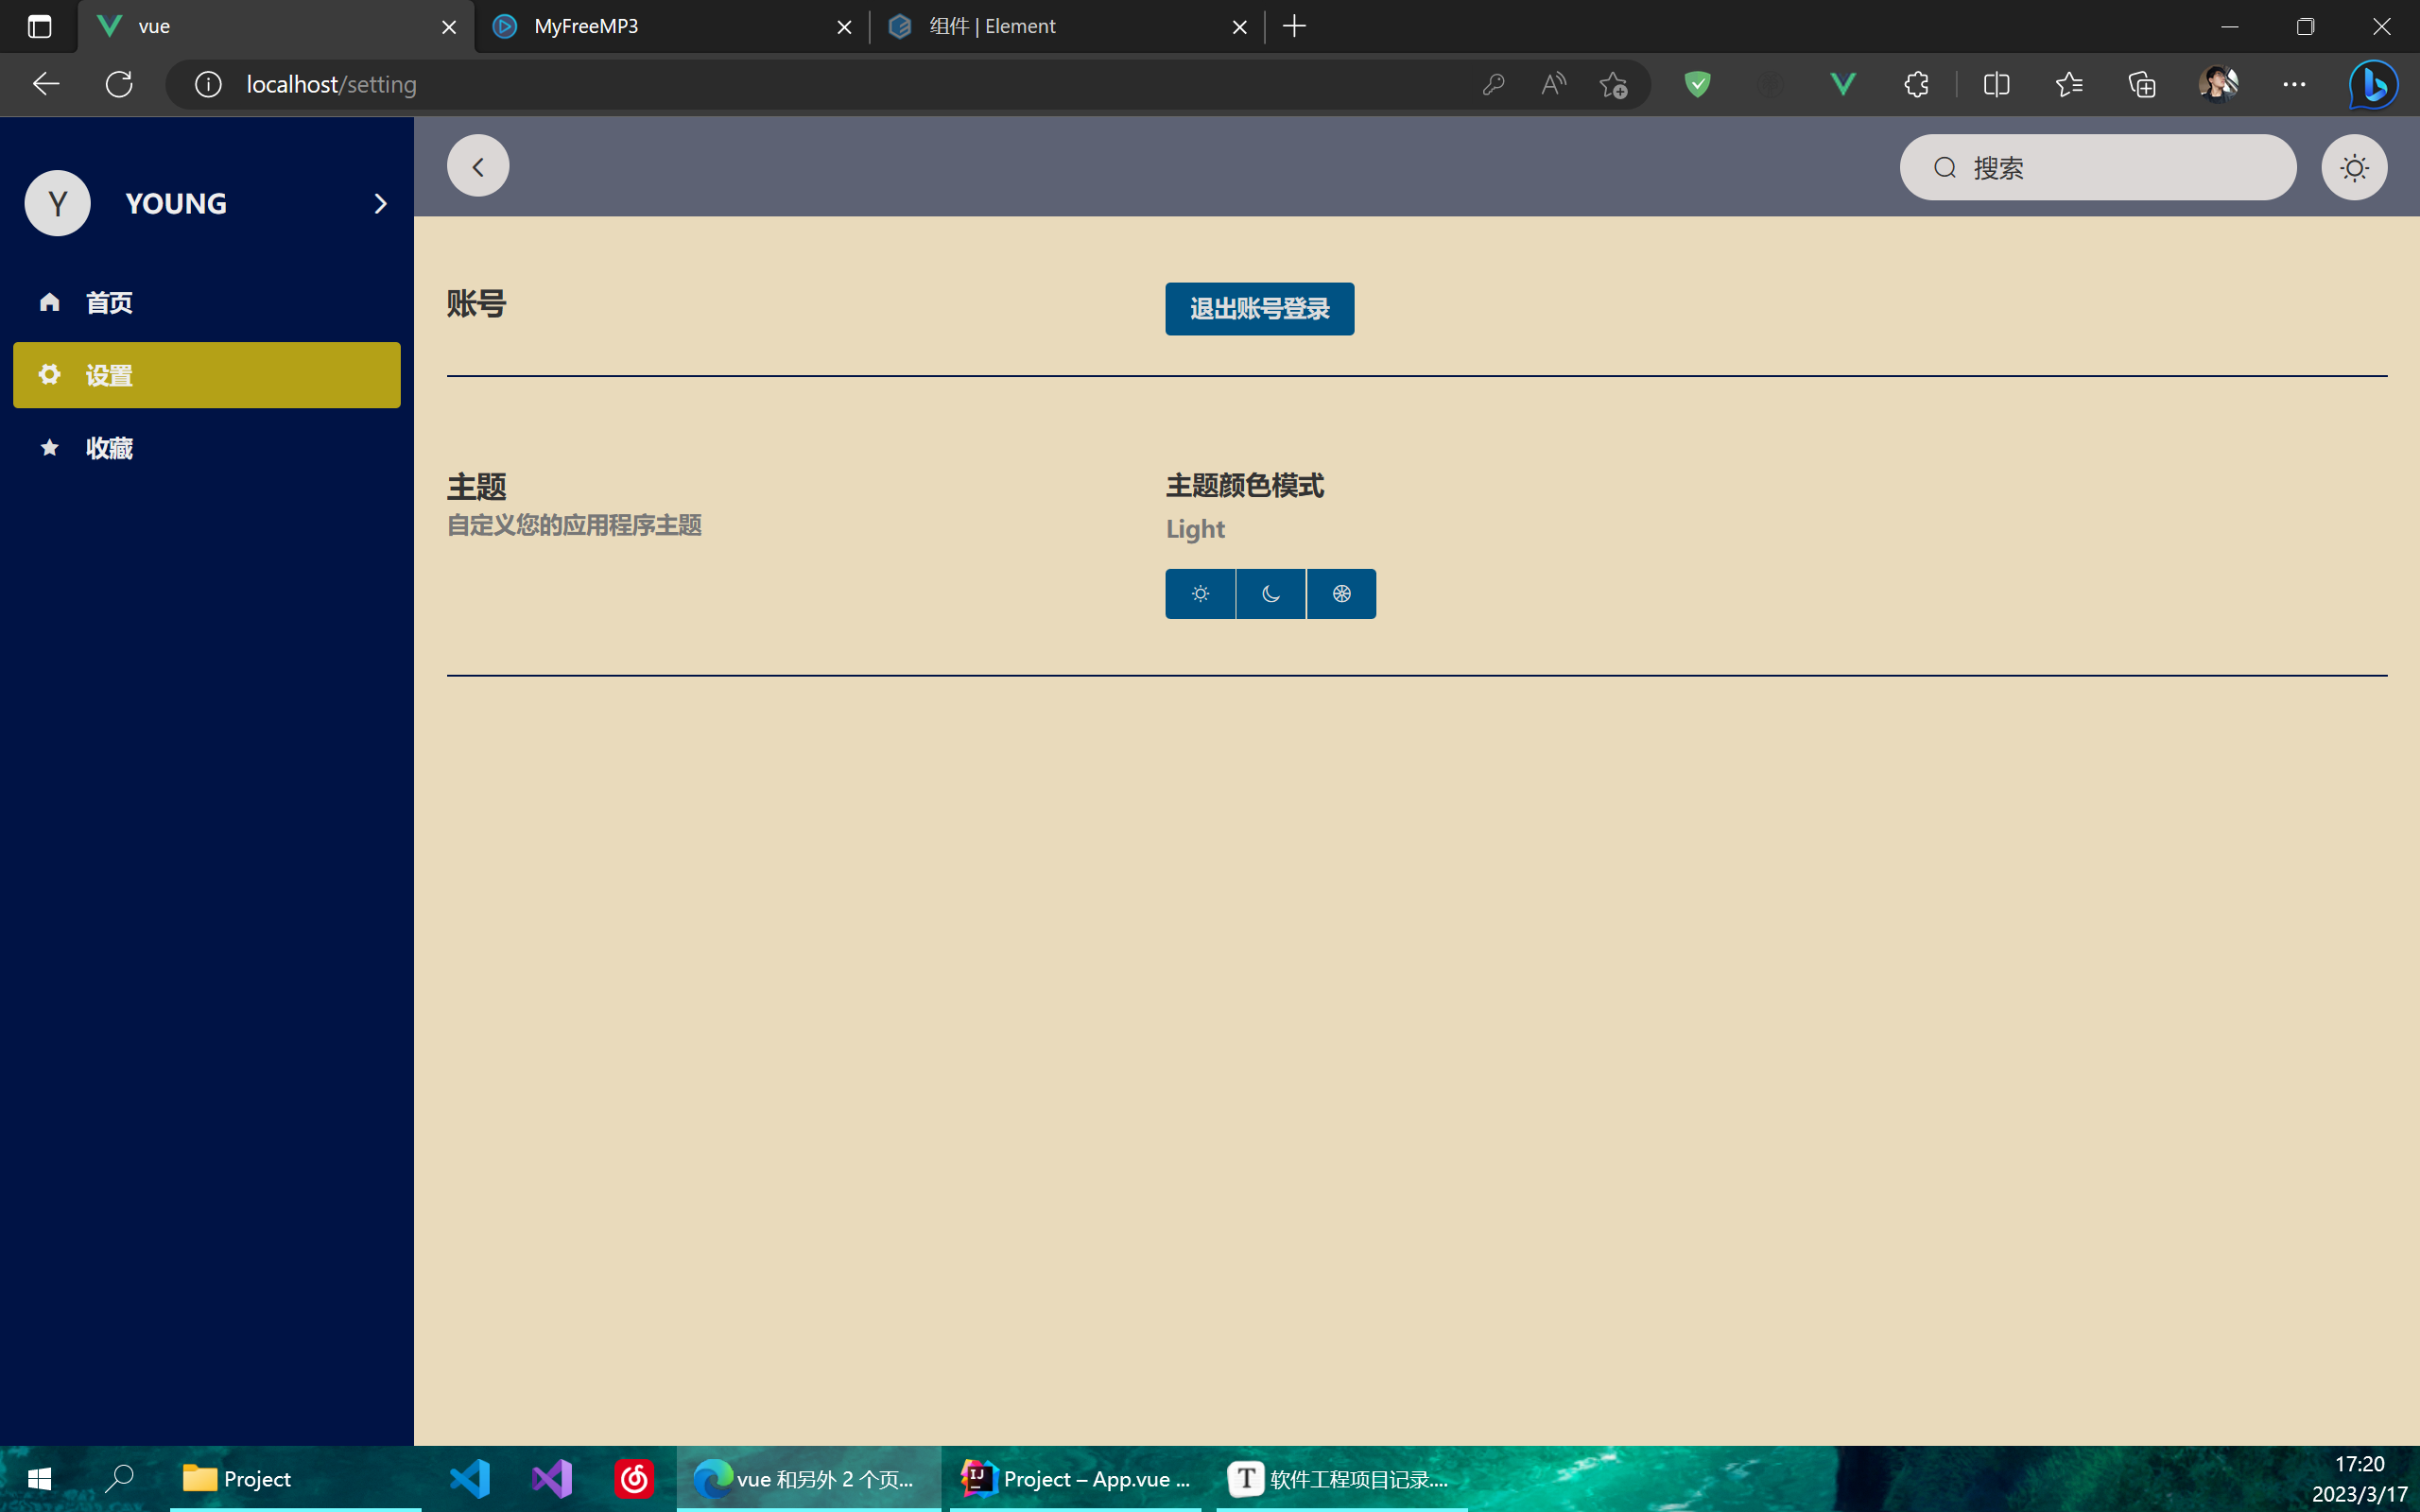 vue
MyFreeMP3
组件 | Element
localhost/setting
搜索
Y
YOUNG
首页
设置
收藏
账号
退出账号登录
主题
自定义您的应用程序主题
主题颜色模式
Light
Project
vue 和另外 2 个页...
Project – App.vue ...
软件工程项目记录....
17:20
2023/3/17